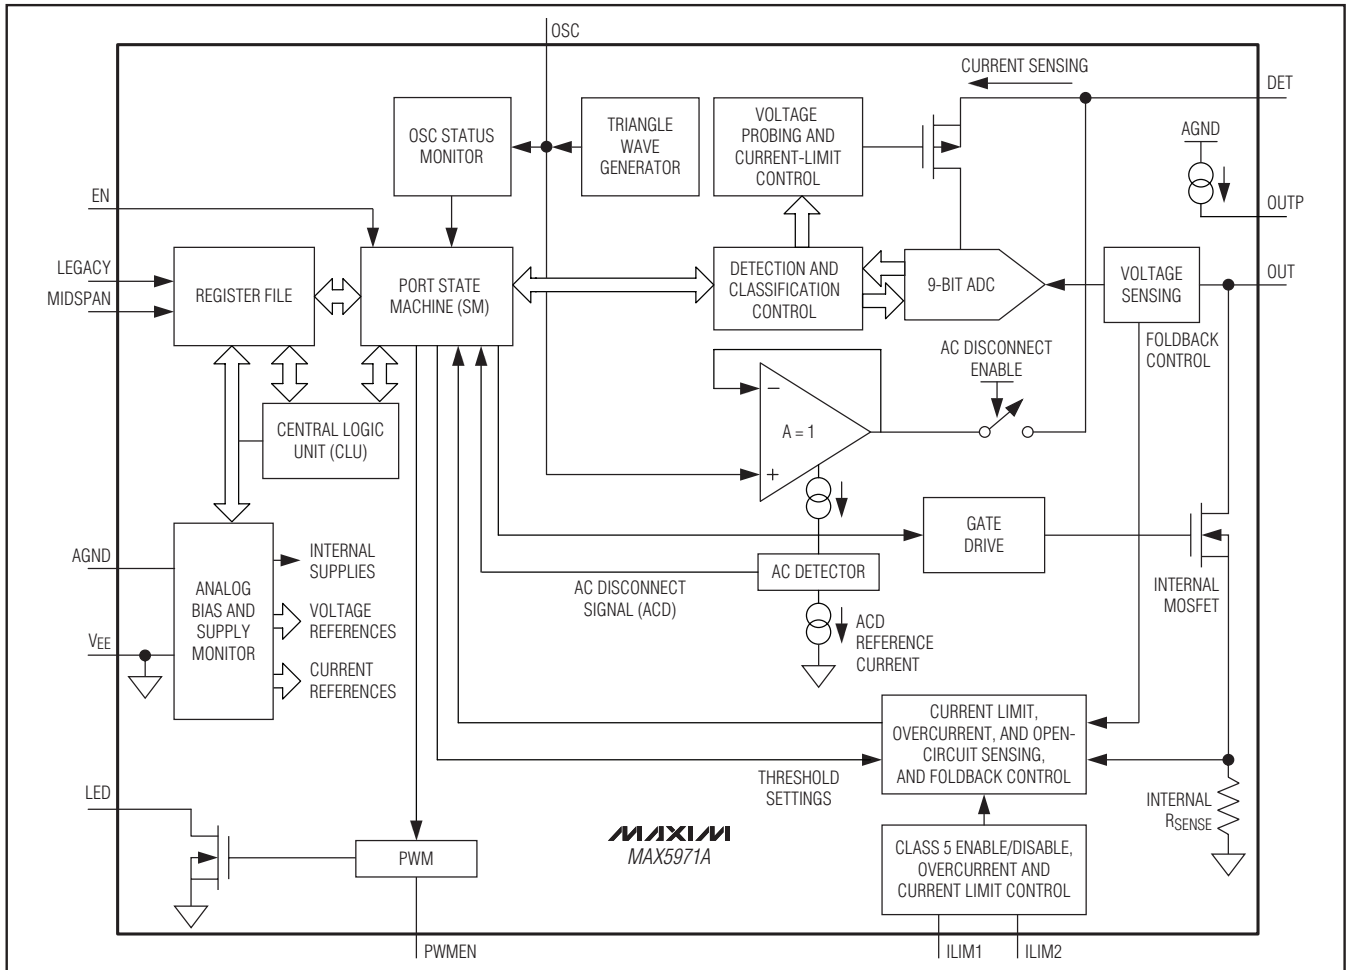 OSC
CURRENT SENSING
DET
OSC STATUS
MONITOR
TRIANGLE
WAVE
GENERATOR
VOLTAGE
PROBING AND
CURRENT-LIMIT
CONTROL
AGND
EN
OUTP
LEGACY
MIDSPAN
REGISTER FILE
PORT STATE
MACHINE (SM)
DETECTION AND
CLASSIFICATION
CONTROL
9-BIT ADC
VOLTAGE
SENSING
OUT
FOLDBACK
CONTROL
AC DISCONNECT
ENABLE
−
A = 1
+
CENTRAL LOGIC
UNIT (CLU)
GATE
DRIVE
AGND
INTERNAL
SUPPLIES
AC DETECTOR
AC DISCONNECT
SIGNAL (ACD)
INTERNAL
MOSFET
ANALOG
BIAS AND
SUPPLY
MONITOR
VOLTAGE
REFERENCES
ACD
REFERENCE
CURRENT
VEE
CURRENT
REFERENCES
CURRENT LIMIT,
OVERCURRENT, AND OPEN-
CIRCUIT SENSING,
AND FOLDBACK CONTROL
THRESHOLD
SETTINGS
LED
INTERNAL
RSENSE
MAXIM
MAX5971A
PWM
CLASS 5 ENABLE/DISABLE,
OVERCURRENT AND
CURRENT LIMIT CONTROL
PWMEN
ILIM1
ILIM2